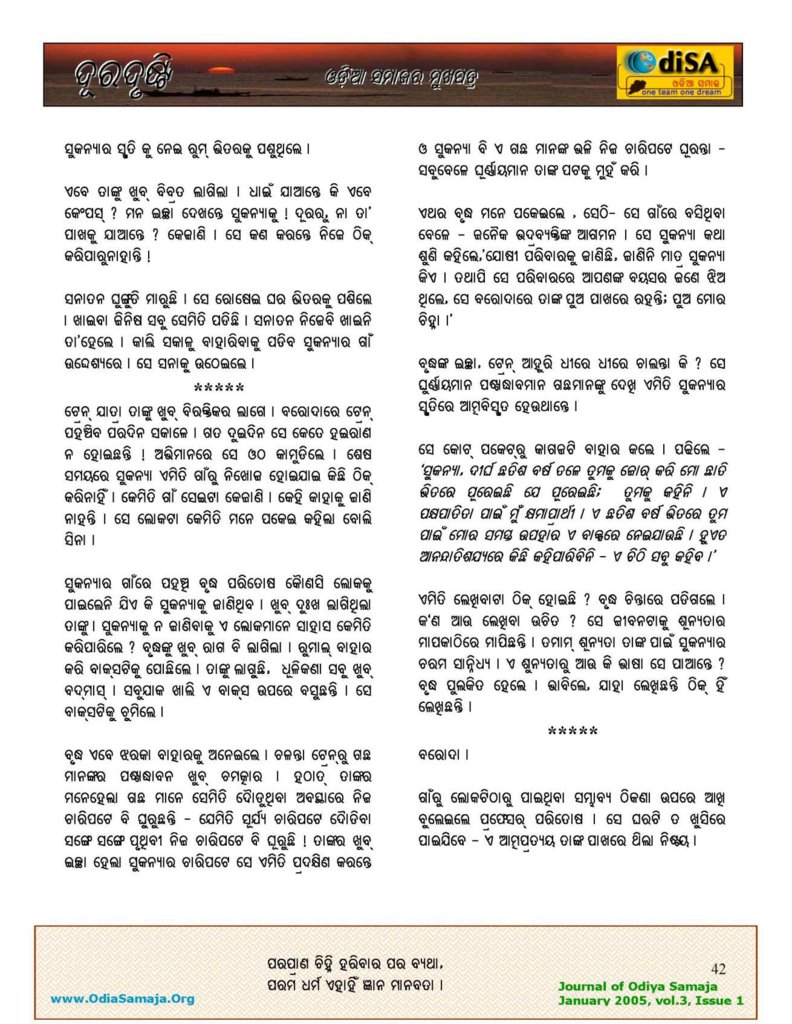 ଦୂରଦୃଷ୍ଟି
ଓଡ଼ିଆ ସମାଜର ମୁଖପତ୍ର
diSA
ଓଡିଆ ସମାଜ
one team one dream
ସୁକନ୍ୟାର ସ୍ମୃତି କୁ ନେଇ ରୁମ୍ ଭିତରକୁ ପଶୁଥିଲେ ।
ଏବେ ତାଙ୍କୁ ଖୁବ୍ ବିବ୍ରତ ଲାଗିଲା । ଧାଇଁ ଯାଆନ୍ତେ କି ଏବେ
କେଂପସ୍ ? ମନ ଇଚ୍ଛା ଦେଖନ୍ତେ ସୁକନ୍ୟାକୁ ! ଦୂରରୁ, ନା ତା'
ପାଖକୁ ଯାଆନ୍ତେ ? କେଜାଣି । ସେ କଣ କରନ୍ତେ ନିଜେ ଠିକ୍
କରିପାରୁନାହାନ୍ତି !
ସନାତନ ଘୁଙ୍ଗୁଡି ମାରୁଛି । ସେ ରୋଷେଇ ଘର ଭିତରକୁ ପଶିଲେ
। ଖାଇବା ଜିନିଷ ସବୁ ସେମିତି ପଡିଛି । ସନାତନ ନିଜେବି ଖାଇନି
ତା'ହେଲେ । କାଲି ସକାଳୁ ବାହାରିବାକୁ ପଡିବ ସୁକନ୍ୟାର ଗାଁ
ଉଦ୍ଦେଶ୍ୟରେ । ସେ ସନାକୁ ଉଠେଇଲେ ।
*****
ଟ୍ରେନ୍ ଯାତ୍ରା ତାଙ୍କୁ ଖୁବ୍ ବିରକ୍ତିକର ଲାଗେ । ବରୋଦାରେ ଟ୍ରେନ୍
ପହଞ୍ଚିବ ପରଦିନ ସକାଳେ । ଗତ ଦୁଇଦିନ ସେ କେତେ ହଇରାଣ
ନ ହୋଇଛନ୍ତି ! ଅଭିମାନରେ ସେ ଓଠ କାମୁଡିଲେ । ଶେଷ
ସମୟରେ ସୁକନ୍ୟା ଏମିତି ଗାଁରୁ ନିଖୋଜ ହୋଇଯାଇ କିଛି ଠିକ୍
କରିନାହିଁ । କେମିତି ଗାଁ ସେଇଟା କେଜାଣି । କେହି କାହାକୁ ଜାଣି
ନାହାନ୍ତି । ସେ ଲୋକଟା କେମିତି ମନେ ପକେଇ କହିଲା ବୋଲି
ସିନା ।
ସୁକନ୍ୟାର ଗାଁରେ ପହଞ୍ଚି ବୃଦ୍ଧ ପରିତୋଷ କୌଣସି ଲୋକକୁ
ପାଇଲେନି ଯିଏ କି ସୁକନ୍ୟାକୁ ଜାଣିଥିବ । ଖୁବ୍ ଦୁଃଖ ଲାଗିଥିଲା
ତାଙ୍କୁ । ସୁକନ୍ୟାକୁ ନ ଜାଣିବାକୁ ଏ ଲୋକମାନେ ସାହାସ କେମିତି
କରିପାରିଲେ ? ବୃଦ୍ଧଙ୍କୁ ଖୁବ୍ ରାଗ ବି ଲାଗିଲା । ରୁମାଲ୍ ବାହାର
କରି ବାକ୍ସଟିକୁ ପୋଛିଲେ । ତାଙ୍କୁ ଲାଗୁଛି, ଧୂଳିକଣା ସବୁ ଖୁବ୍
ବଦ୍‌ମାସ୍ । ସବୁଯାକ ଖାଲି ଏ ବାକ୍ସ ଉପରେ ବସୁଛନ୍ତି । ସେ
ବାକ୍ସଟିକୁ ଚୁମିଲେ ।
ବୃଦ୍ଧ ଏବେ ଝରକା ବାହାରକୁ ଅନେଇଲେ । ଚଳନ୍ତା ଟ୍ରେନ୍‌ରୁ ଗଛ
ମାନଙ୍କର ପଶ୍ଚାଦ୍ଧାବନ ଖୁବ୍ ଚମତ୍କାର । ହଠାତ୍ ତାଙ୍କର
ମନେହେଲା ଗଛ ମାନେ ସେମିତି ଦୌଡୁଥିବା ଅବସ୍ଥାରେ ନିଜ
ଚାରିପଟେ ବି ଘୁରୁଛନ୍ତି – ଯେମିତି ସୂର୍ଯ୍ୟ ଚାରିପଟେ ଦୌଡିବା
ସଙ୍ଗେ ସଙ୍ଗେ ପୃଥିବୀ ନିଜ ଚାରିପଟେ ବି ଘୂରୁଛି ! ତାଙ୍କର ଖୁବ୍
ଇଚ୍ଛା ହେଲା ସୁକନ୍ୟାର ଚାରିପଟେ ସେ ଏମିତି ପ୍ରଦକ୍ଷିଣ କରନ୍ତେ
ଓ ସୁକନ୍ୟା ବି ଏ ଗଛ ମାନଙ୍କ ଭଳି ନିଜ ଚାରିପଟେ ଘୂରନ୍ତା –
ସବୁବେଳେ ଘୂର୍ଣ୍ଣାୟମାନ ତାଙ୍କ ପଟକୁ ମୁହଁ କରି ।
ଏଥର ବୃଦ୍ଧ ମନେ ପକେଇଲେ , ସେଠି– ସେ ଗାଁରେ ବସିଥିବା
ବେଳେ – ଜନୈକ ଭଦ୍ରବ୍ୟକ୍ତିଙ୍କ ଆଗମନ । ସେ ସୁକନ୍ୟା କଥା
ଶୁଣି କହିଲେ,'ଯୋଷୀ ପରିବାରକୁ ଜାଣିଛି, ଜାଣିନି ମାତ୍ର ସୁକନ୍ୟା
କିଏ । ତଥାପି ସେ ପରିବାରରେ ଆପଣଙ୍କ ବୟସର ଜଣେ ଝିଅ
ଥିଲେ, ସେ ବରୋଦାରେ ତାଙ୍କ ପୁଅ ପାଖରେ ରହନ୍ତି; ପୁଅ ମୋର
ଚିହ୍ନା ।'
ବୃଦ୍ଧଙ୍କ ଇଚ୍ଛା, ଟ୍ରେନ୍ ଆହୁରି ଧୀରେ ଧୀରେ ଚାଲନ୍ତା କି ? ସେ
ଘୁର୍ଣ୍ଣାୟମାନ ପଶ୍ଚାଦ୍ଧାବମାନ ଗଛମାନଙ୍କୁ ଦେଖି ଏମିତି ସୁକନ୍ୟାର
ସ୍ମୃତିରେ ଆତ୍ମବିସ୍ମୃତ ହେଉଥାନ୍ତେ ।
ସେ କୋଟ୍ ପକେଟ୍‌ରୁ କାଗଜଟି ବାହାର କଲେ । ପଢିଲେ –
'ସୁକନ୍ୟା, ଦୀର୍ଘ ଛତିଶ ବର୍ଷ ତଳେ ତୁମକୁ ଜୋର୍ କରି ମୋ ଛାତି
ଭିତରେ ପୂରେଇଛି ଯେ ପୂରେଇଛି; ତୁମକୁ କହିନି । ଏ
ପକ୍ଷପାତିତା ପାଇଁ ମୁଁ କ୍ଷମାପ୍ରାର୍ଥୀ । ଏ ଛତିଶ ବର୍ଷ ଭିତରେ ତୁମ
ପାଇଁ ମୋର ସମସ୍ତ ଉପହାର ଏ ବାକ୍ସରେ ନେଇଯାଉଛି । ହୁଏତ
ଆନନ୍ଦାତିଶଯ୍ୟରେ କିଛି କହିପାରିବିନି – ଏ ଚିଠି ସବୁ କହିବ ।'
ଏମିତି ଲେଖିବାଟା ଠିକ୍ ହୋଇଛି ? ବୃଦ୍ଧ ଚିନ୍ତାରେ ପଡିଗଲେ ।
କ'ଣ ଆଉ ଲେଖିବା ଉଚିତ ? ସେ ଜୀବନଟାକୁ ଶୂନ୍ୟତାର
ମାପକାଠିରେ ମାପିଛନ୍ତି । ତମାମ୍ ଶୂନ୍ୟତା ତାଙ୍କ ପାଇଁ ସୁକନ୍ୟାର
ଚରମ ସାନ୍ନିଧ୍ୟ । ଏ ଶୁନ୍ୟତାରୁ ଆଉ କି ଭାଷା ସେ ପାଆନ୍ତେ ?
ବୃଦ୍ଧ ପୁଲକିତ ହେଲେ । ଭାବିଲେ, ଯାହା ଲେଖିଛନ୍ତି ଠିକ୍ ହିଁ
ଲେଖିଛନ୍ତି ।
*****
ବରୋଦା ।
ଗାଁରୁ ଲୋକଟିଠାରୁ ପାଇଥିବା ସମ୍ଭାବ୍ୟ ଠିକଣା ଉପରେ ଆଖି
ବୁଲେଇଲେ ପ୍ରଫେସର୍ ପରିତୋଷ । ସେ ଘରଟି ତ ଖୁସିରେ
ପାଇଯିବେ – ଏ ଆତ୍ମପ୍ରତ୍ୟୟ ତାଙ୍କ ପାଖରେ ଥିଲା ନିଶ୍ଚୟ ।
ପରପ୍ରାଣ ଚିହ୍ନି ହରିବାର ପର ବ୍ୟଥା,
ପରମ ଧର୍ମ ଏହାହିଁ ଜ୍ଞାନ ମାନବତା ।
42
www.OdiaSamaja.Org
Journal of Odiya Samaja
January 2005, vol.3, Issue 1